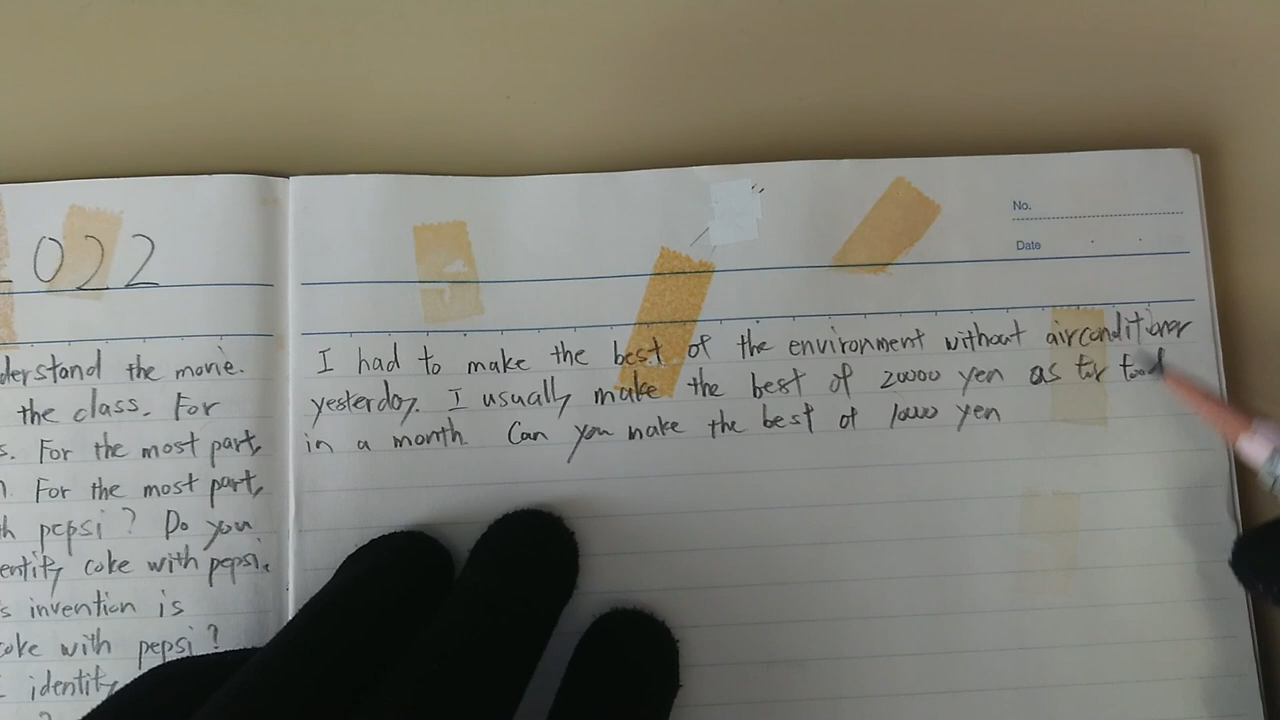 022
derstand the movie.
the class. For
s. For the most part,
n. For the most part,
h pepsi? Do you
entify coke with pepsi.
s invention is
coke with pepsi?
I identify
No.
Date
I had to make the best of the environment without airconditioner
yesterday. I usually make the best of 20000 yen as for food
in a month. Can you make the best of 10000 yen